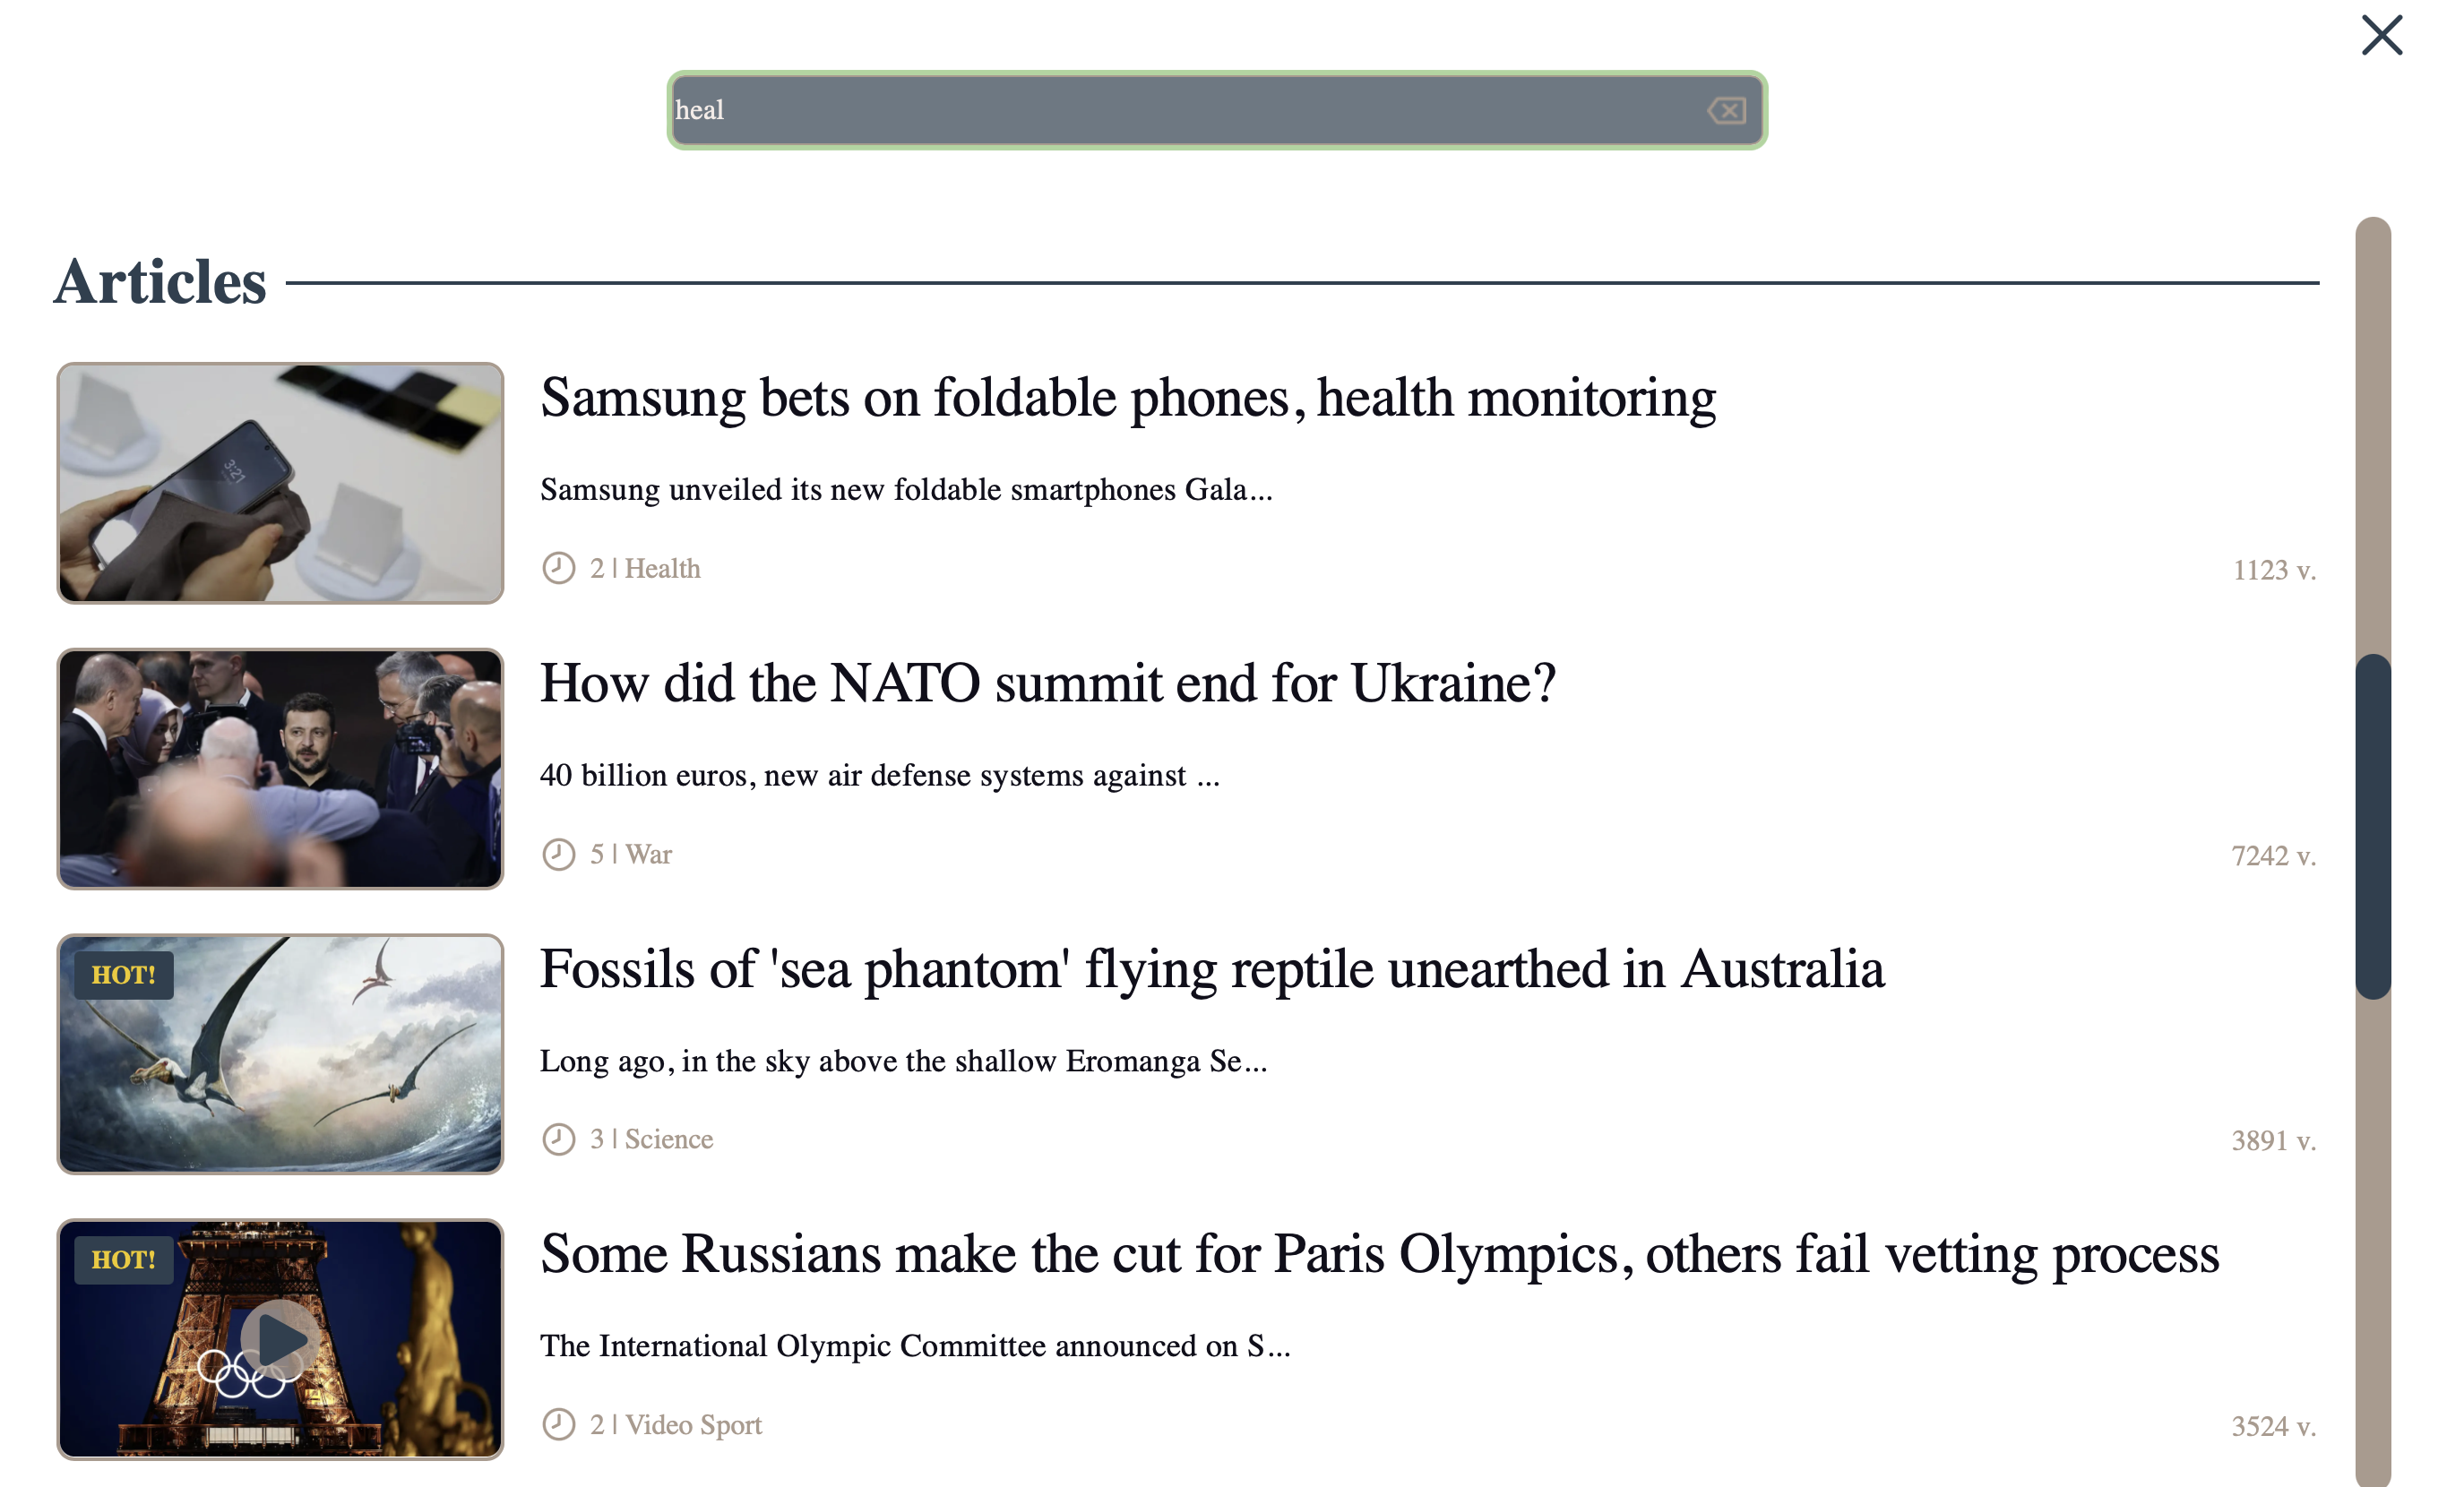 heal
Articles
Samsung bets on foldable phones, health monitoring
Samsung unveiled its new foldable smartphones Gala...
2 | Health
1123 v.
3:21
How did the NATO summit end for Ukraine?
40 billion euros, new air defense systems against ...
5 | War
7242 v.
HOT!
Fossils of 'sea phantom' flying reptile unearthed in Australia
Long ago, in the sky above the shallow Eromanga Se...
3 | Science
3891 v.
HOT!
Some Russians make the cut for Paris Olympics, others fail vetting process
The International Olympic Committee announced on S...
2 | Video Sport
3524 v.